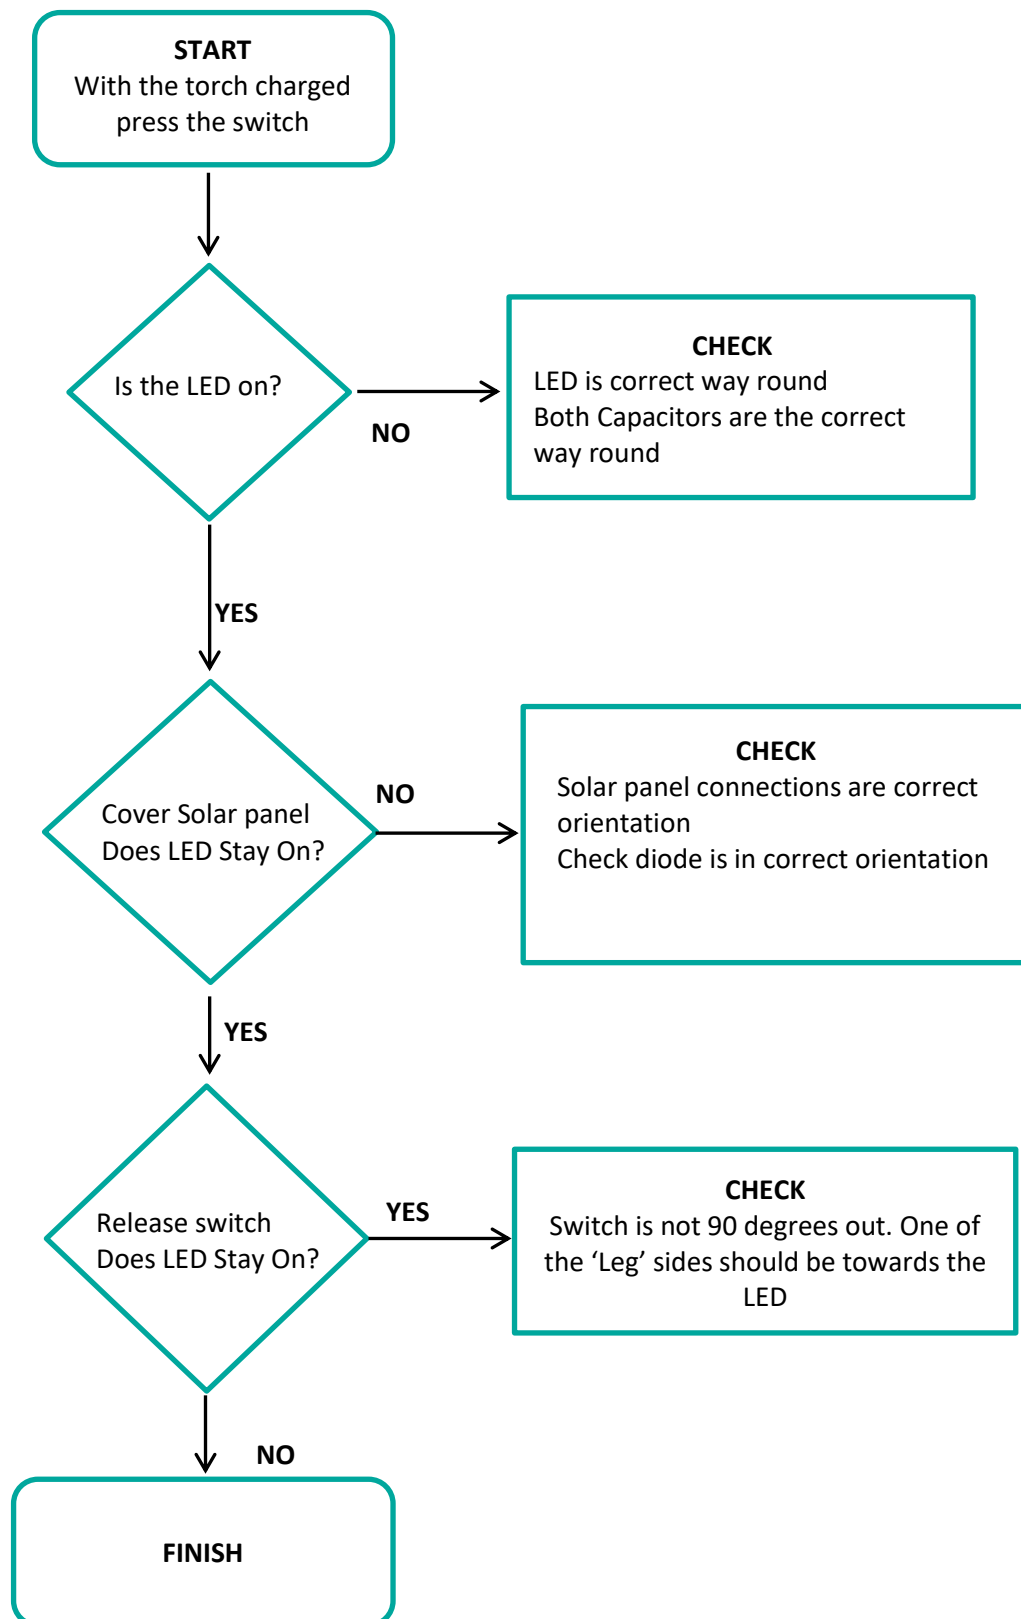 START
With the torch charged
press the switch
Is the LED on?
NO
CHECK
LED is correct way round
Both Capacitors are the correct
way round
YES
Cover Solar panel
Does LED Stay On?
NO
CHECK
Solar panel connections are correct
orientation
Check diode is in correct orientation
YES
Release switch
Does LED Stay On?
YES
CHECK
Switch is not 90 degrees out. One of
the ‘Leg’ sides should be towards the
LED
NO
FINISH